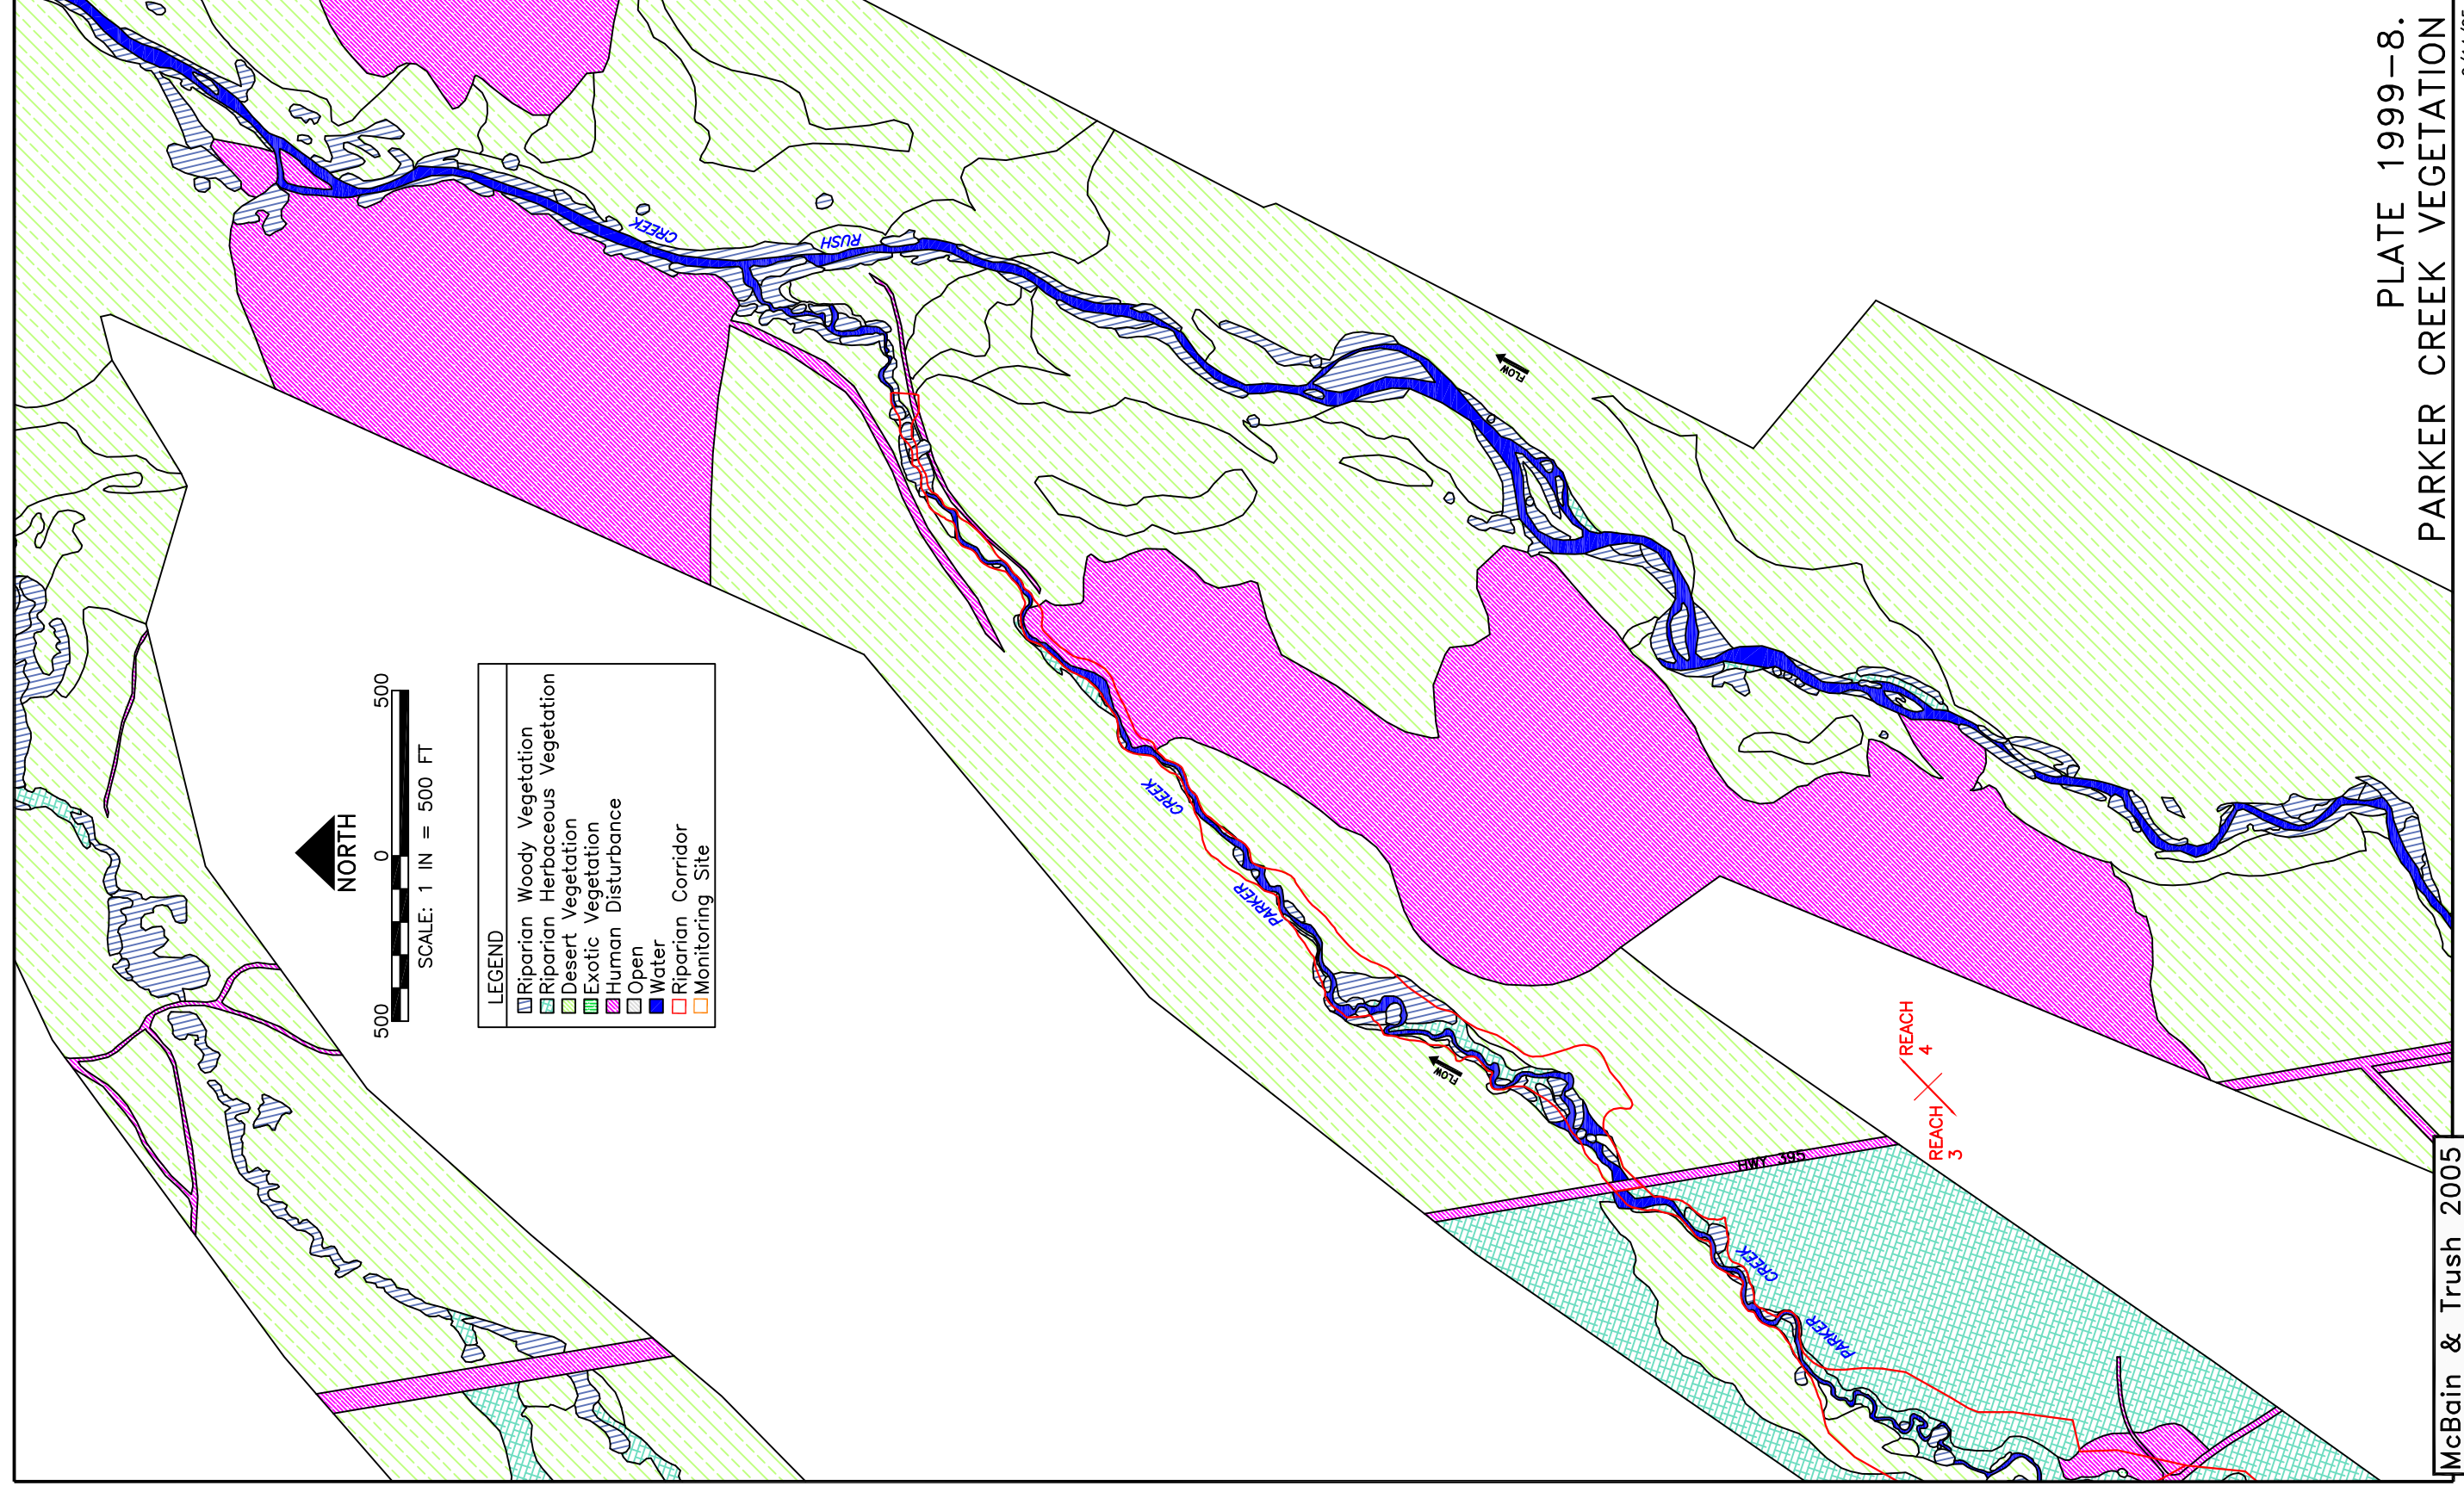 PLATE 1999-8.
PARKER CREEK VEGETATION
CREEK
RUSH
FLOW
500 0 500
SCALE: 1 IN = 500 FT
NORTH
LEGEND
Riparian Woody Vegetation
Riparian Herbaceous Vegetation
Desert Vegetation
Exotic Vegetation
Human Disturbance
Open
Water
Riparian Corridor
Monitoring Site
CREEK
PARKER
FLOW
REACH
4
REACH
3
HWY 395
CREEK
PARKER
McBain & Trush 2005